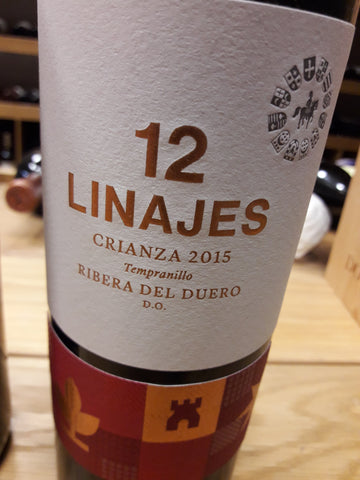 12
LINAJES
CRIANZA 2015
Tempranillo
RIBERA DEL DUERO
D.O.